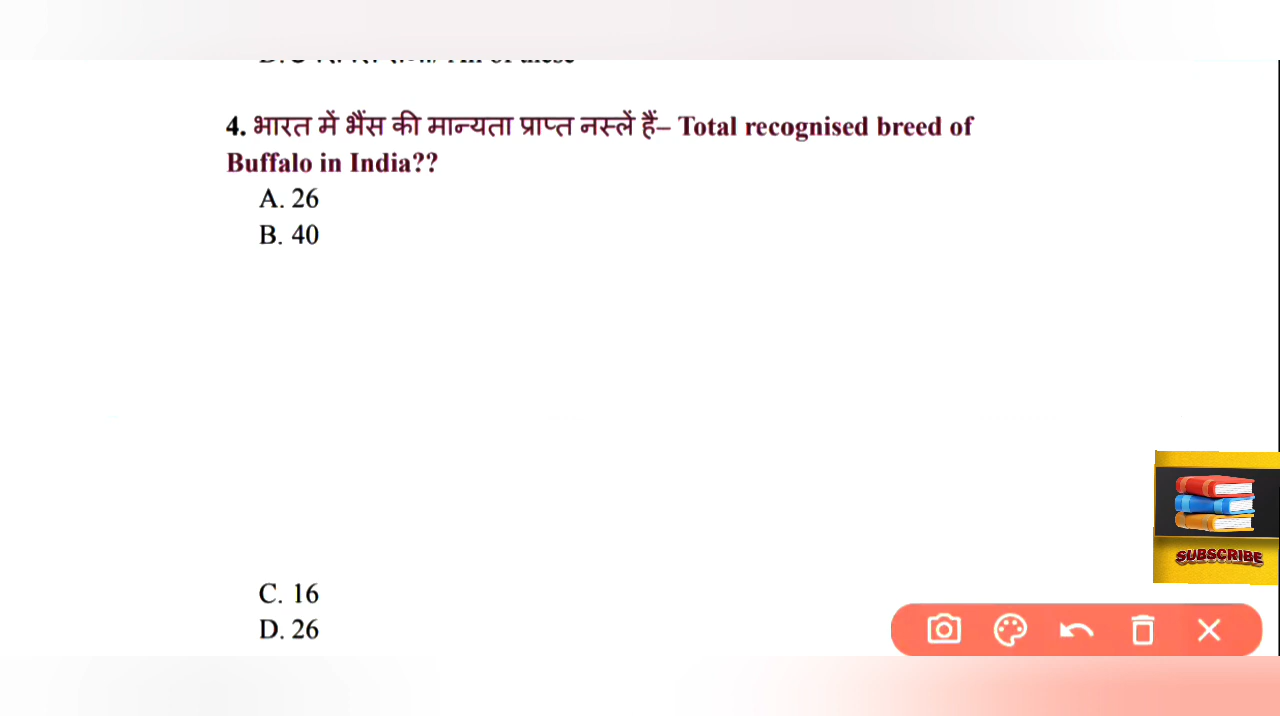 4. भारत में भैंस की मान्यता प्राप्त नस्लें हैं– Total recognised breed of
Buffalo in India??
A. 26
B. 40
C. 16
D. 26
SUBSCRIBE